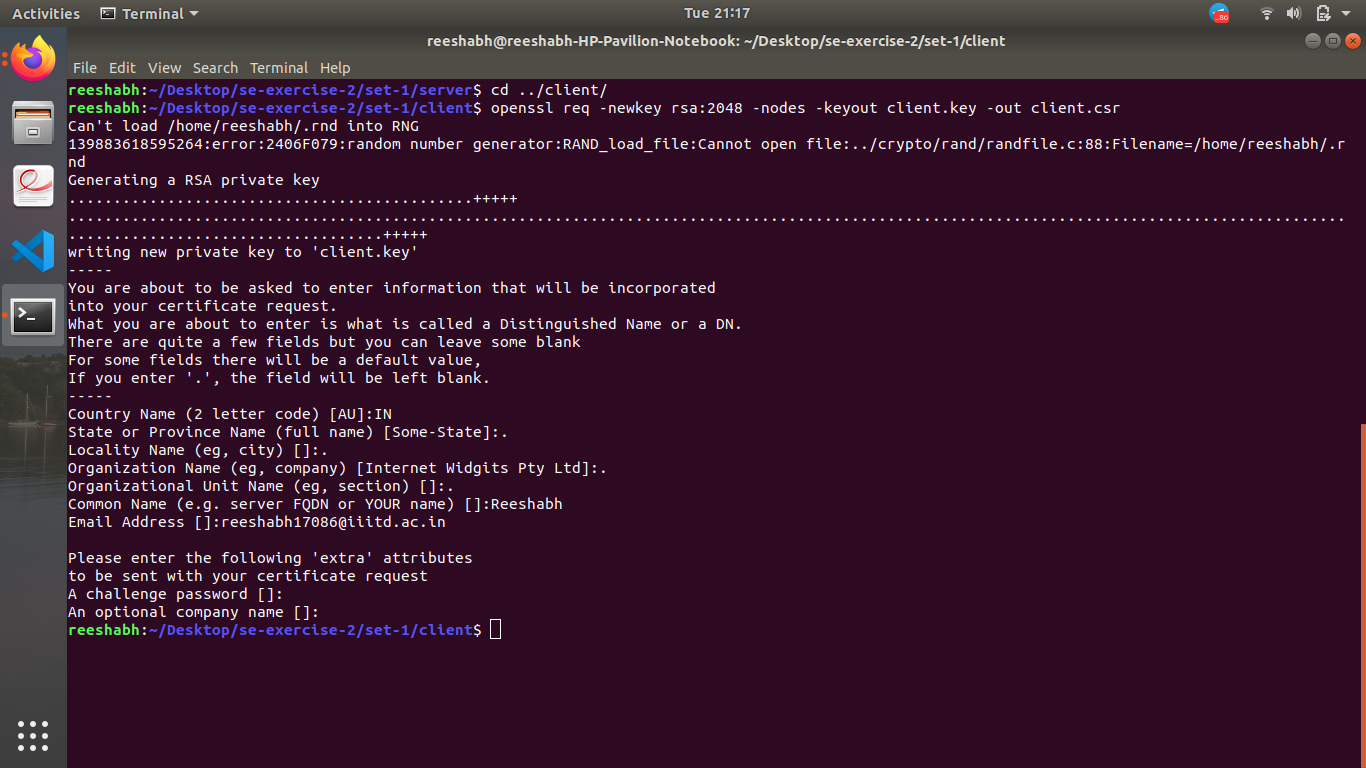 Activities Terminal Tue 21:17 86
reeshabh@reeshabh-HP-Pavilion-Notebook: ~/Desktop/se-exercise-2/set-1/client
File Edit View Search Terminal Help
reeshabh:~/Desktop/se-exercise-2/set-1/server$ cd ../client/
reeshabh:~/Desktop/se-exercise-2/set-1/client$ openssl req -newkey rsa:2048 -nodes -keyout client.key -out client.csr
Can't load /home/reeshabh/.rnd into RNG
139883618595264:error:2406F079:random number generator:RAND_load_file:Cannot open file:../crypto/rand/randfile.c:88:Filename=/home/reeshabh/.r
nd
Generating a RSA private key
.............................................+++++
..............................................................................................................................................
...................................+++++
writing new private key to 'client.key'
-----
You are about to be asked to enter information that will be incorporated
into your certificate request.
What you are about to enter is what is called a Distinguished Name or a DN.
There are quite a few fields but you can leave some blank
For some fields there will be a default value,
If you enter '.', the field will be left blank.
-----
Country Name (2 letter code) [AU]:IN
State or Province Name (full name) [Some-State]:.
Locality Name (eg, city) []:.
Organization Name (eg, company) [Internet Widgits Pty Ltd]:.
Organizational Unit Name (eg, section) []:.
Common Name (e.g. server FQDN or YOUR name) []:Reeshabh
Email Address []:reeshabh17086@iiitd.ac.in

Please enter the following 'extra' attributes
to be sent with your certificate request
A challenge password []:
An optional company name []:
reeshabh:~/Desktop/se-exercise-2/set-1/client$